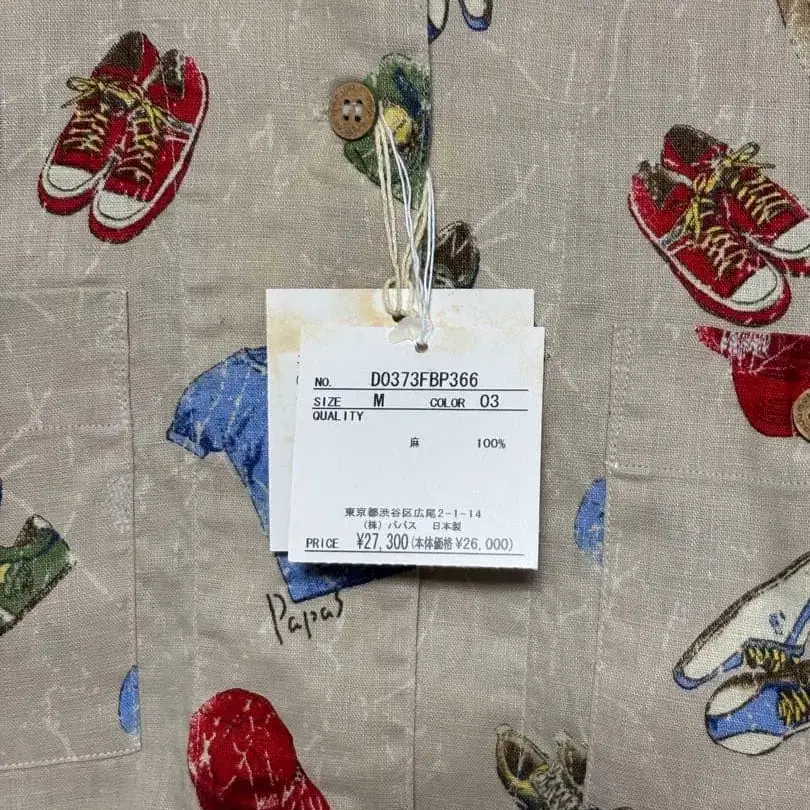 NO. D0373FBP366
SIZE M COLOR 03
QUALITY
麻 100%
東京都渋谷区広尾2-1-14
(株) パパス 日本製
PRICE ¥27,300(本体価格¥26,000)
Papas